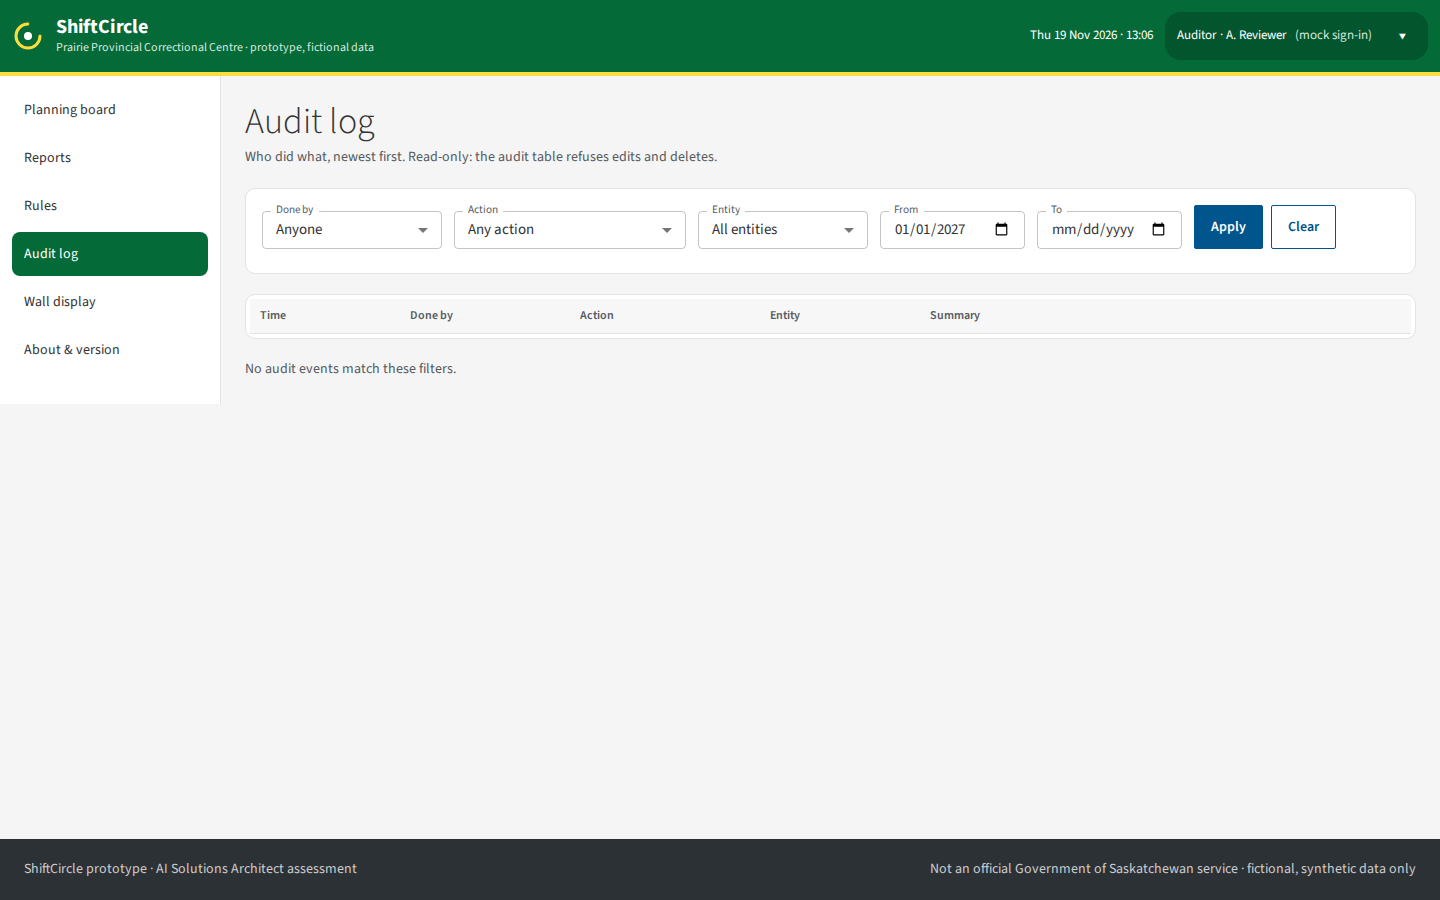 ShiftCircle
Prairie Provincial Correctional Centre · prototype, fictional data
Thu 19 Nov 2026 · 13:06
Auditor · A. Reviewer (mock sign-in)
Planning board
Reports
Rules
Audit log
Wall display
About & version
Audit log
Who did what, newest first. Read-only: the audit table refuses edits and deletes.
Done by
Anyone
Action
Any action
Entity
All entities
From
01/01/2027
To
mm/dd/yyyy
Apply
Clear
Time Done by Action Entity Summary
No audit events match these filters.
ShiftCircle prototype · AI Solutions Architect assessment
Not an official Government of Saskatchewan service · fictional, synthetic data only